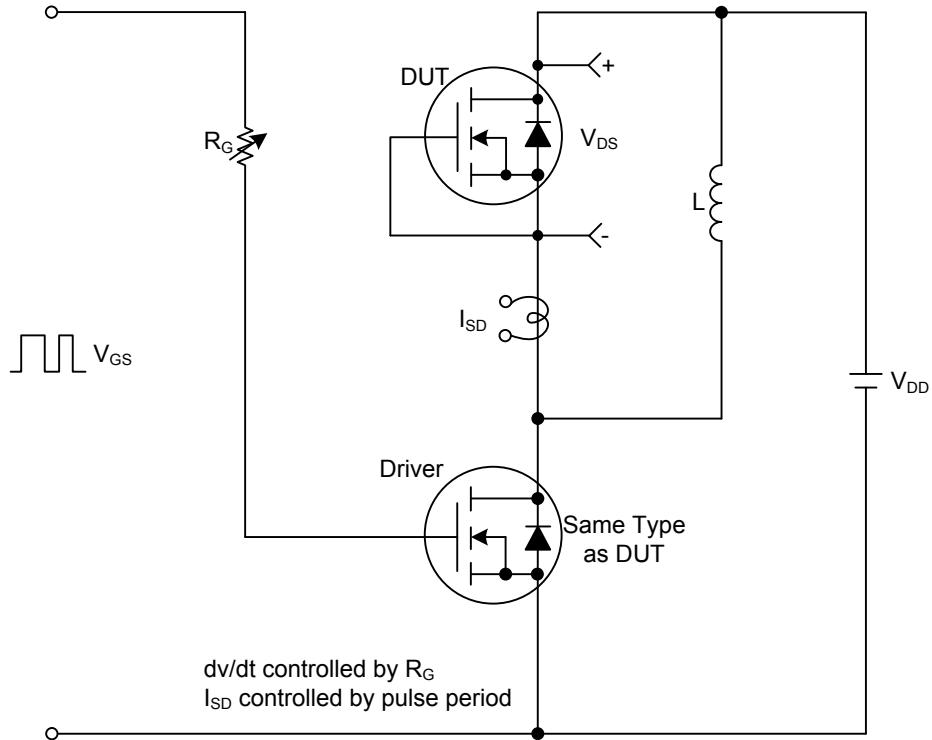 DUT
+
R_G
V_DS
L
-
I_SD
V_GS
V_DD
Driver
Same Type
as DUT
dv/dt controlled by R_G
I_SD controlled by pulse period